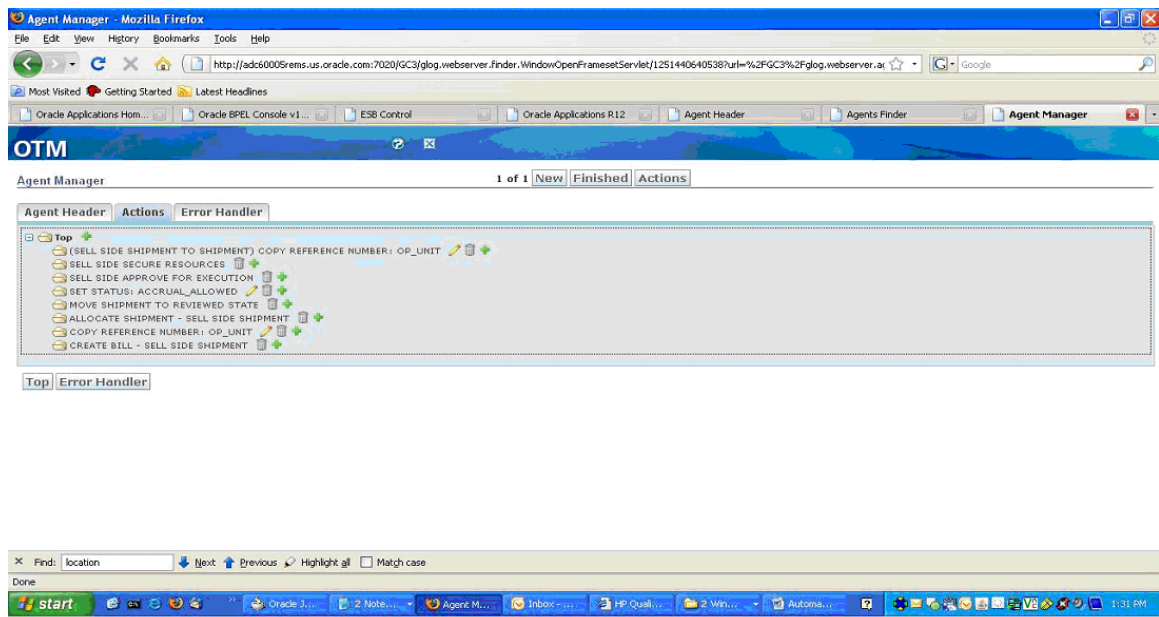 Agent Manager - Mozilla Firefox
File Edit View History Bookmarks Tools Help
http://adc60005rems.us.oracle.com:7020/GC3/glog.webserver.finder.WindowOpenFramesetServlet/1251440640538?url=%2FGC3%2Fglog.webserver.ag Google
Most Visited Getting Started Latest Headlines
Oracle Applications Hom... Oracle BPEL Console v1... ESB Control Oracle Applications R12 Agent Header Agents Finder Agent Manager
OTM
Agent Manager 1 of 1 New Finished Actions
Agent Header Actions Error Handler
Top
(SELL SIDE SHIPMENT TO SHIPMENT) COPY REFERENCE NUMBER: OP_UNIT
SELL SIDE SECURE RESOURCES
SELL SIDE APPROVE FOR EXECUTION
SET STATUS: ACCRUAL_ALLOWED
MOVE SHIPMENT TO REVIEWED STATE
ALLOCATE SHIPMENT - SELL SIDE SHIPMENT
COPY REFERENCE NUMBER: OP_UNIT
CREATE BILL - SELL SIDE SHIPMENT
Top Error Handler
Find: location Next Previous Highlight all Match case
Done
start Oracle J... 2 Note... Agent M... Inbox - ... HP Quali... 2 Win... Automa... 1:31 PM